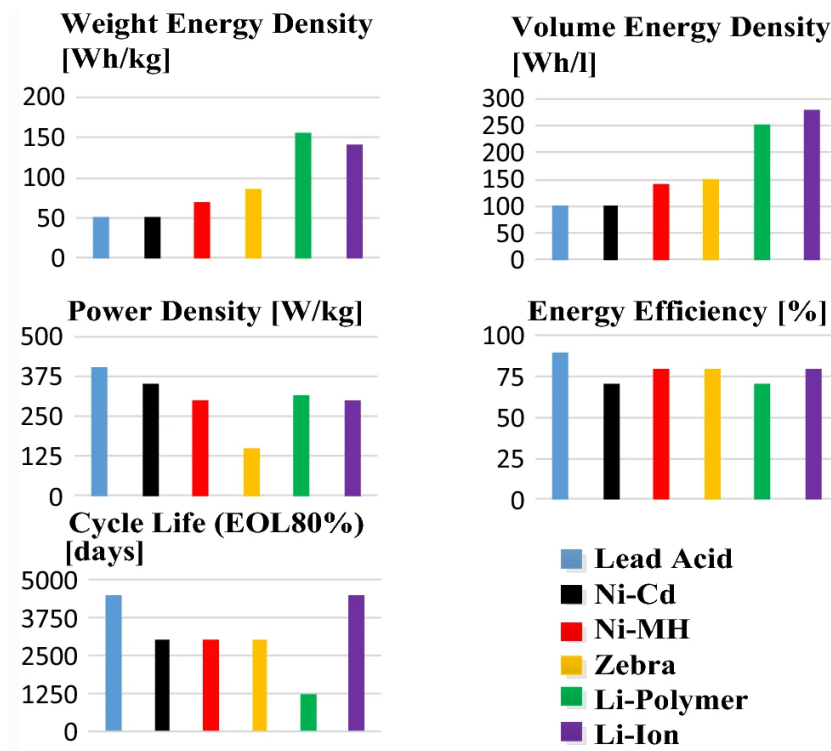 Weight Energy Density
[Wh/kg]
200
150
100
50
0
Volume Energy Density
[Wh/l]
300
250
200
150
100
50
0
Power Density [W/kg]
500
375
250
125
0
Energy Efficiency [%]
100
75
50
25
0
Cycle Life (EOL80%)
[days]
5000
3750
2500
1250
0
Lead Acid
Ni-Cd
Ni-MH
Zebra
Li-Polymer
Li-Ion